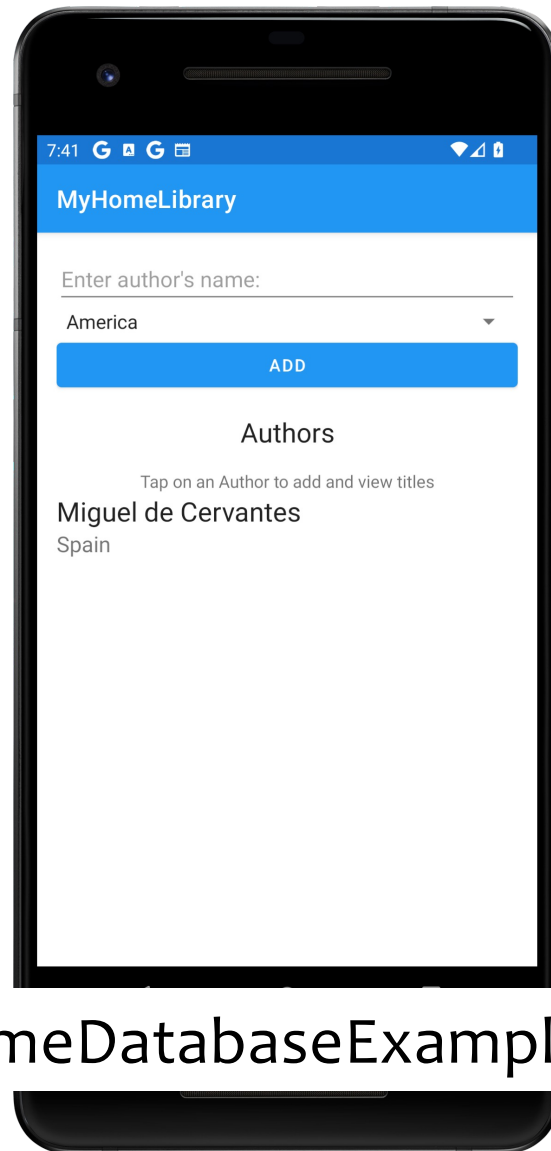 7:41 G A G
MyHomeLibrary
Enter author's name:
America
ADD
Authors
Tap on an Author to add and view titles
Miguel de Cervantes
Spain
meDatabaseExampl